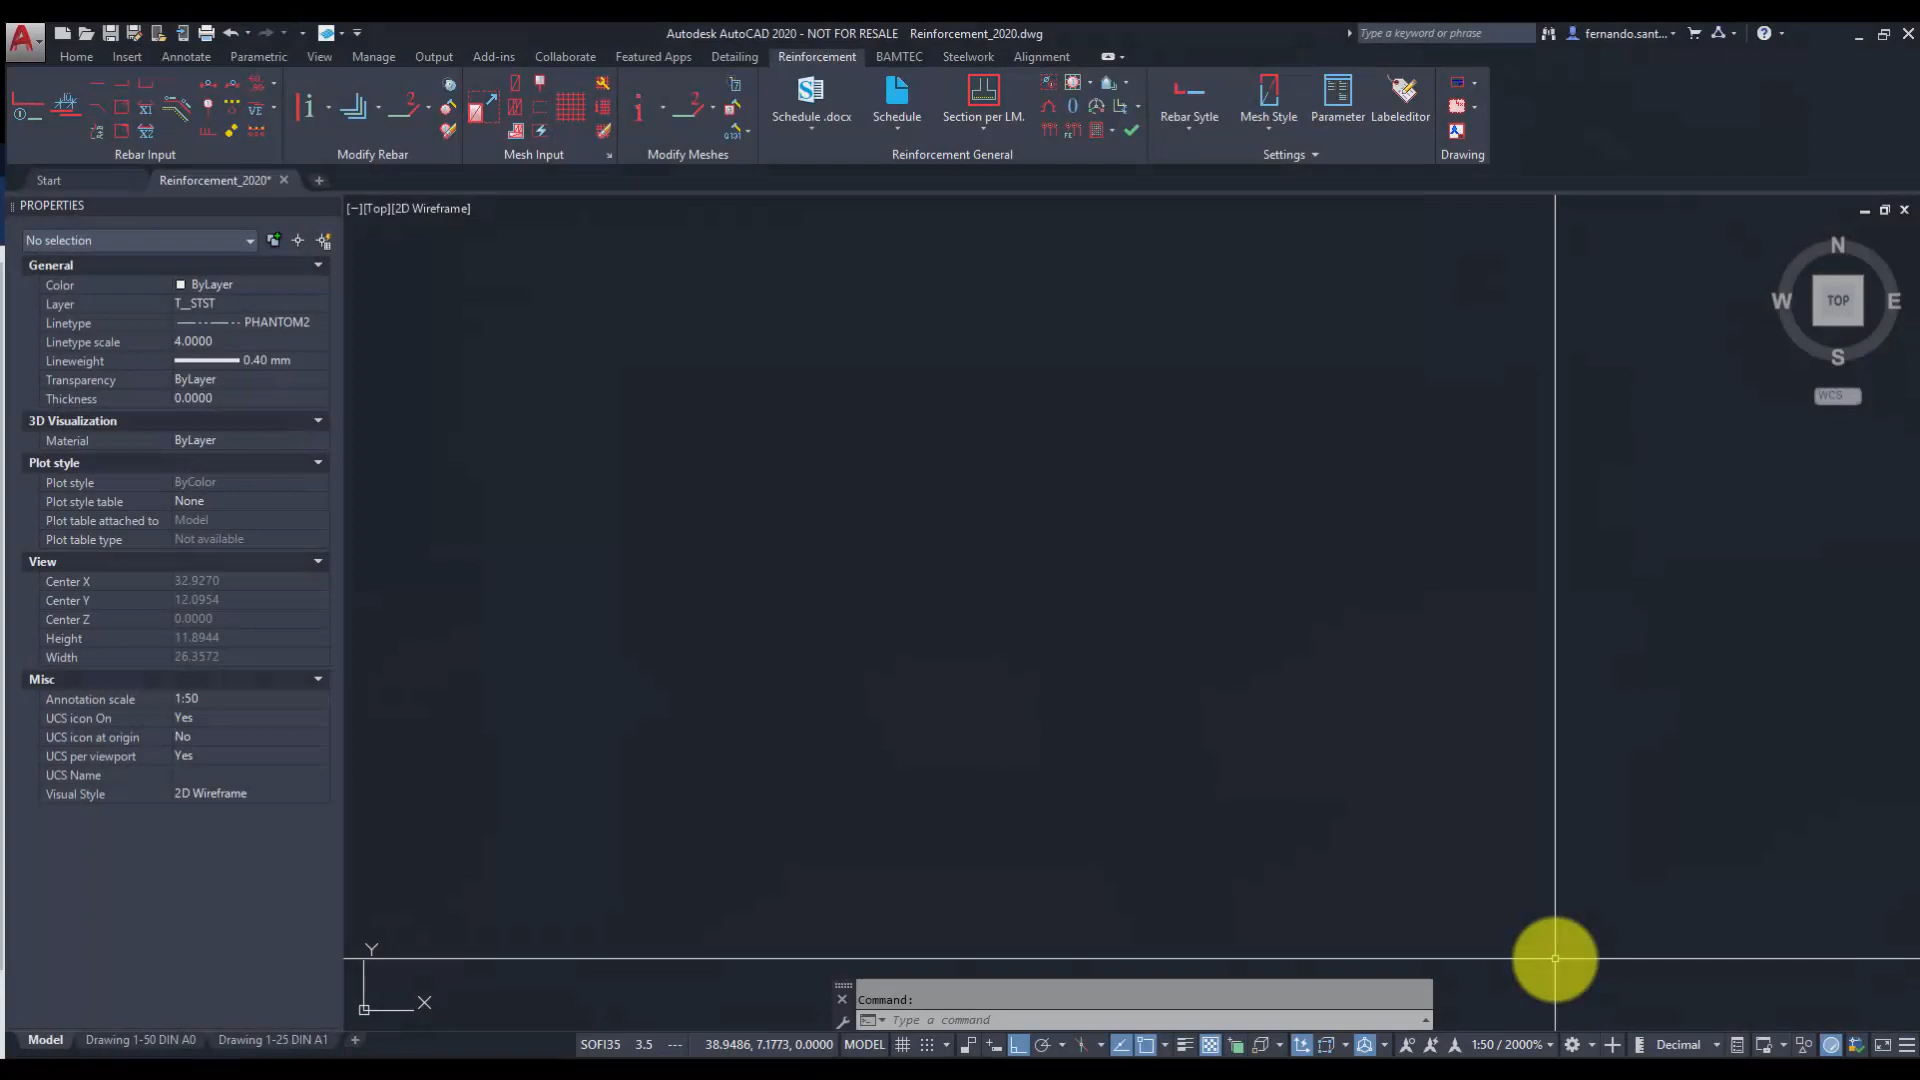 Autodesk AutoCAD 2020 - NOT FOR RESALE Reinforcement_2020.dwg
Type a keyword or phrase
fernando.sant...
Home Insert Annotate Parametric View Manage Output Add-ins Collaborate Featured Apps Detailing Reinforcement BAMTEC Steelwork Alignment
Schedule .docx Schedule Section per LM. Rebar Sytle Mesh Style Parameter Labeleditor
Rebar Input Modify Rebar Mesh Input Modify Meshes Reinforcement General Settings Drawing
Start Reinforcement_2020*
PROPERTIES
[−][Top][2D Wireframe]
No selection
General
Color ByLayer
Layer T__STST
Linetype PHANTOM2
Linetype scale 4.0000
Lineweight 0.40 mm
Transparency ByLayer
Thickness 0.0000
3D Visualization
Material ByLayer
Plot style
Plot style ByColor
Plot style table None
Plot table attached to Model
Plot table type Not available
View
Center X 32.9270
Center Y 12.0954
Center Z 0.0000
Height 11.8944
Width 26.3572
Misc
Annotation scale 1:50
UCS icon On Yes
UCS icon at origin No
UCS per viewport Yes
UCS Name
Visual Style 2D Wireframe
N
W TOP E
S
WCS
Y
X
Command:
Type a command
Model Drawing 1-50 DIN A0 Drawing 1-25 DIN A1
SOFI35 3.5 --- 38.9486, 7.1773, 0.0000 MODEL 1:50 / 2000% Decimal